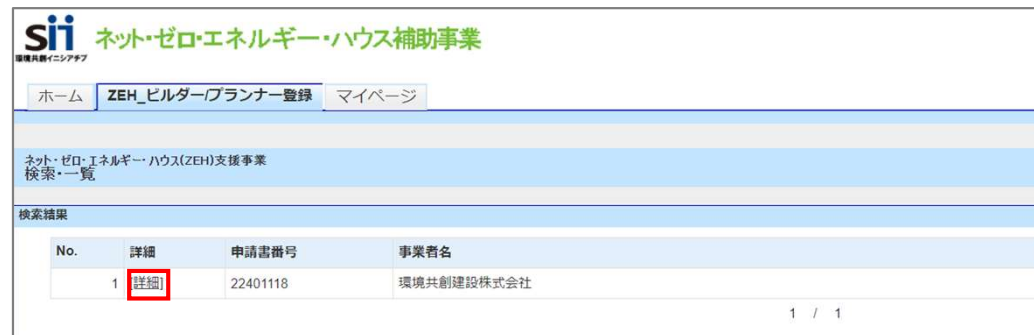 sii ネット・ゼロ・エネルギー・ハウス補助事業
環境共創イニシアチブ
ホーム ZEH_ビルダー/プランナー登録 マイページ
ネット・ゼロ・エネルギー・ハウス(ZEH)支援事業
検索・一覧
検索結果
No. 詳細 申請書番号 事業者名
1 [詳細] 22401118 環境共創建設株式会社
1 / 1